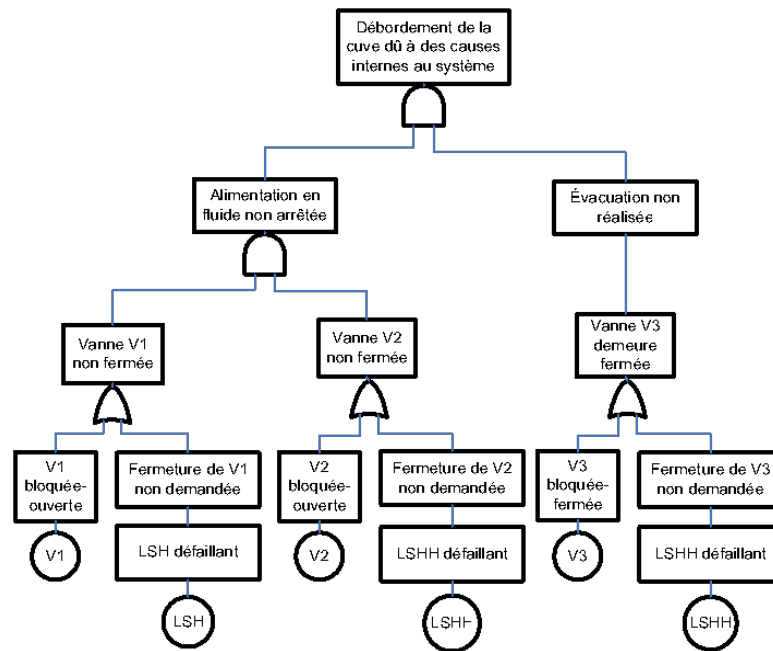 Débordement de la
cuve dû à des causes
internes au système
Alimentation en
fluide non arrêtée
Évacuation non
réalisée
Vanne V1
non fermée
Vanne V2
non fermée
Vanne V3
demeure
fermée
V1
bloquée-
ouverte
Fermeture de V1
non demandée
V2
bloquée-
ouverte
Fermeture de V2
non demandée
V3
bloquée-
fermée
Fermeture de V3
non demandée
LSH défaillant
LSHH défaillant
LSHH défaillant
V1
V2
V3
LSH
LSHH
LSHH